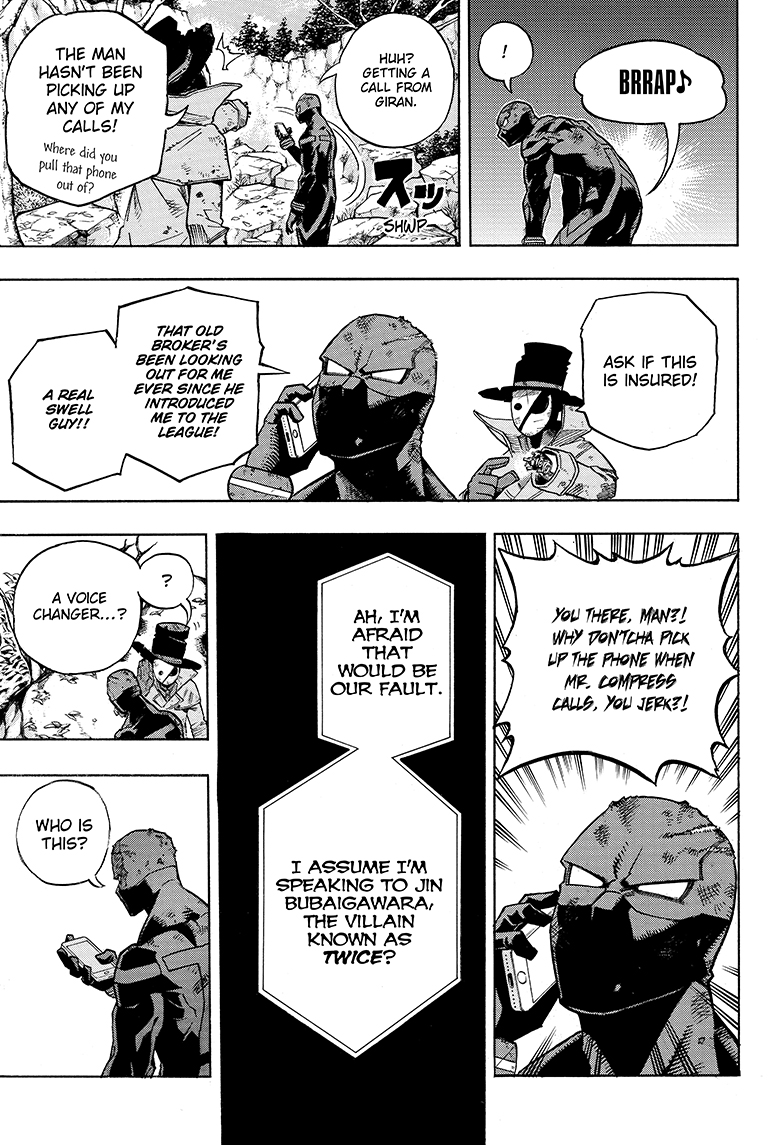 BRRAP♪
!
HUH?
GETTING A
CALL FROM
GIRAN.
スッ
SHWP
THE MAN
HASN'T BEEN
PICKING UP
ANY OF MY
CALLS!
Where did you
pull that phone
out of?
ASK IF THIS
IS INSURED!
THAT OLD
BROKER'S
BEEN LOOKING
OUT FOR ME
EVER SINCE HE
INTRODUCED
ME TO THE
LEAGUE!
A REAL
SWELL
GUY!!
YOU THERE, MAN?!
WHY DON'TCHA PICK
UP THE PHONE WHEN
MR. COMPRESS
CALLS, YOU JERK?!
AH, I'M
AFRAID
THAT
WOULD BE
OUR FAULT.
I ASSUME I'M
SPEAKING TO JIN
BUBAIGAWARA,
THE VILLAIN
KNOWN AS
TWICE?
?
A VOICE
CHANGER...?
WHO IS
THIS?